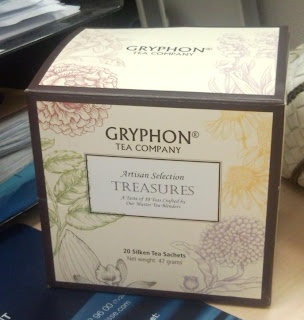 GRYPHON®
TEA COMPANY
GRYPHON®
TEA COMPANY
Artisan Selection
TREASURES
A Taste of 10 Teas Crafted by
Our Master Tea Blenders
20 Silken Tea Sachets
Net weight: 47 grams